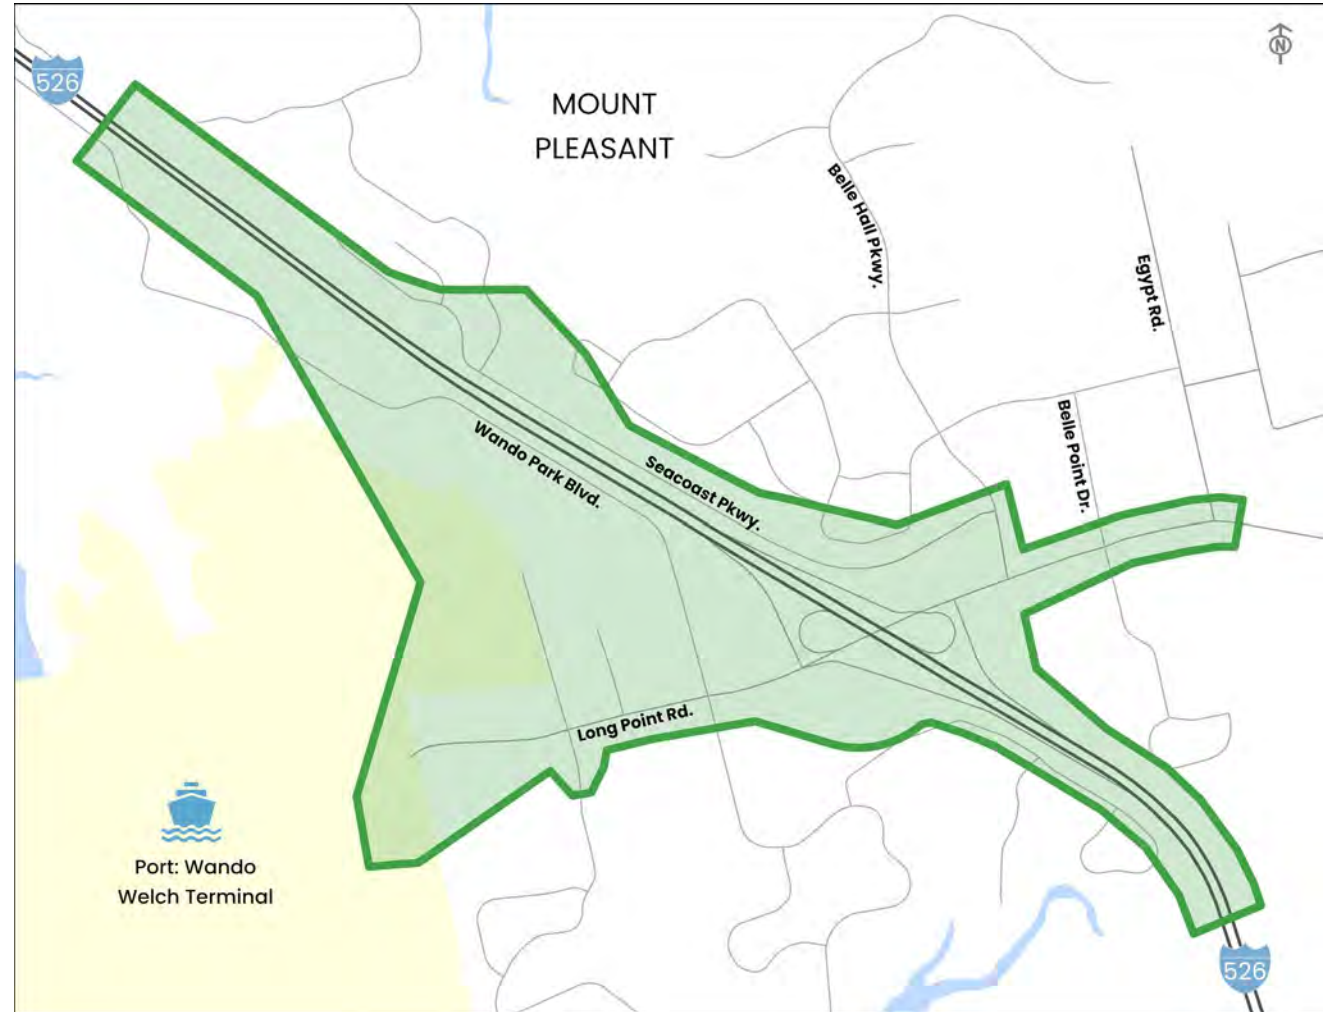 526
N
MOUNT
PLEASANT
Belle Hall Pkwy.
Egypt Rd.
Belle Point Dr.
Wando Park Blvd.
Seacoast Pkwy.
Long Point Rd.
Port: Wando
Welch Terminal
526